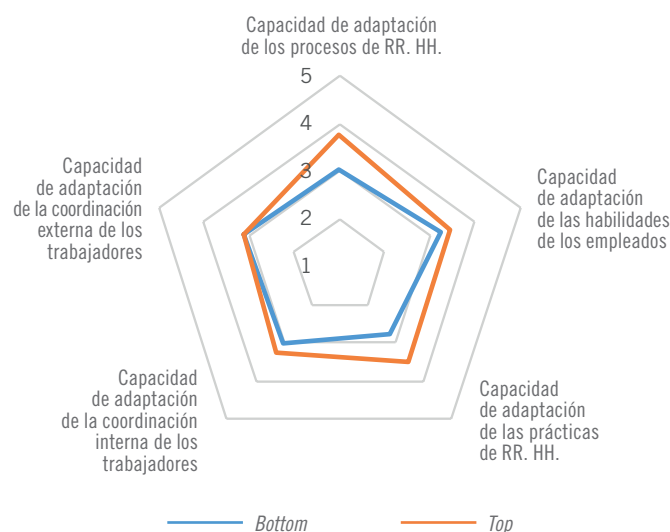 Capacidad de adaptación
de los procesos de RR. HH.
5
4
3
2
1
Capacidad
de adaptación
de las habilidades
de los empleados
Capacidad
de adaptación
de las prácticas
de RR. HH.
Capacidad
de adaptación
de la coordinación
interna de los
trabajadores
Capacidad
de adaptación
de la coordinación
externa de los
trabajadores
Bottom
Top